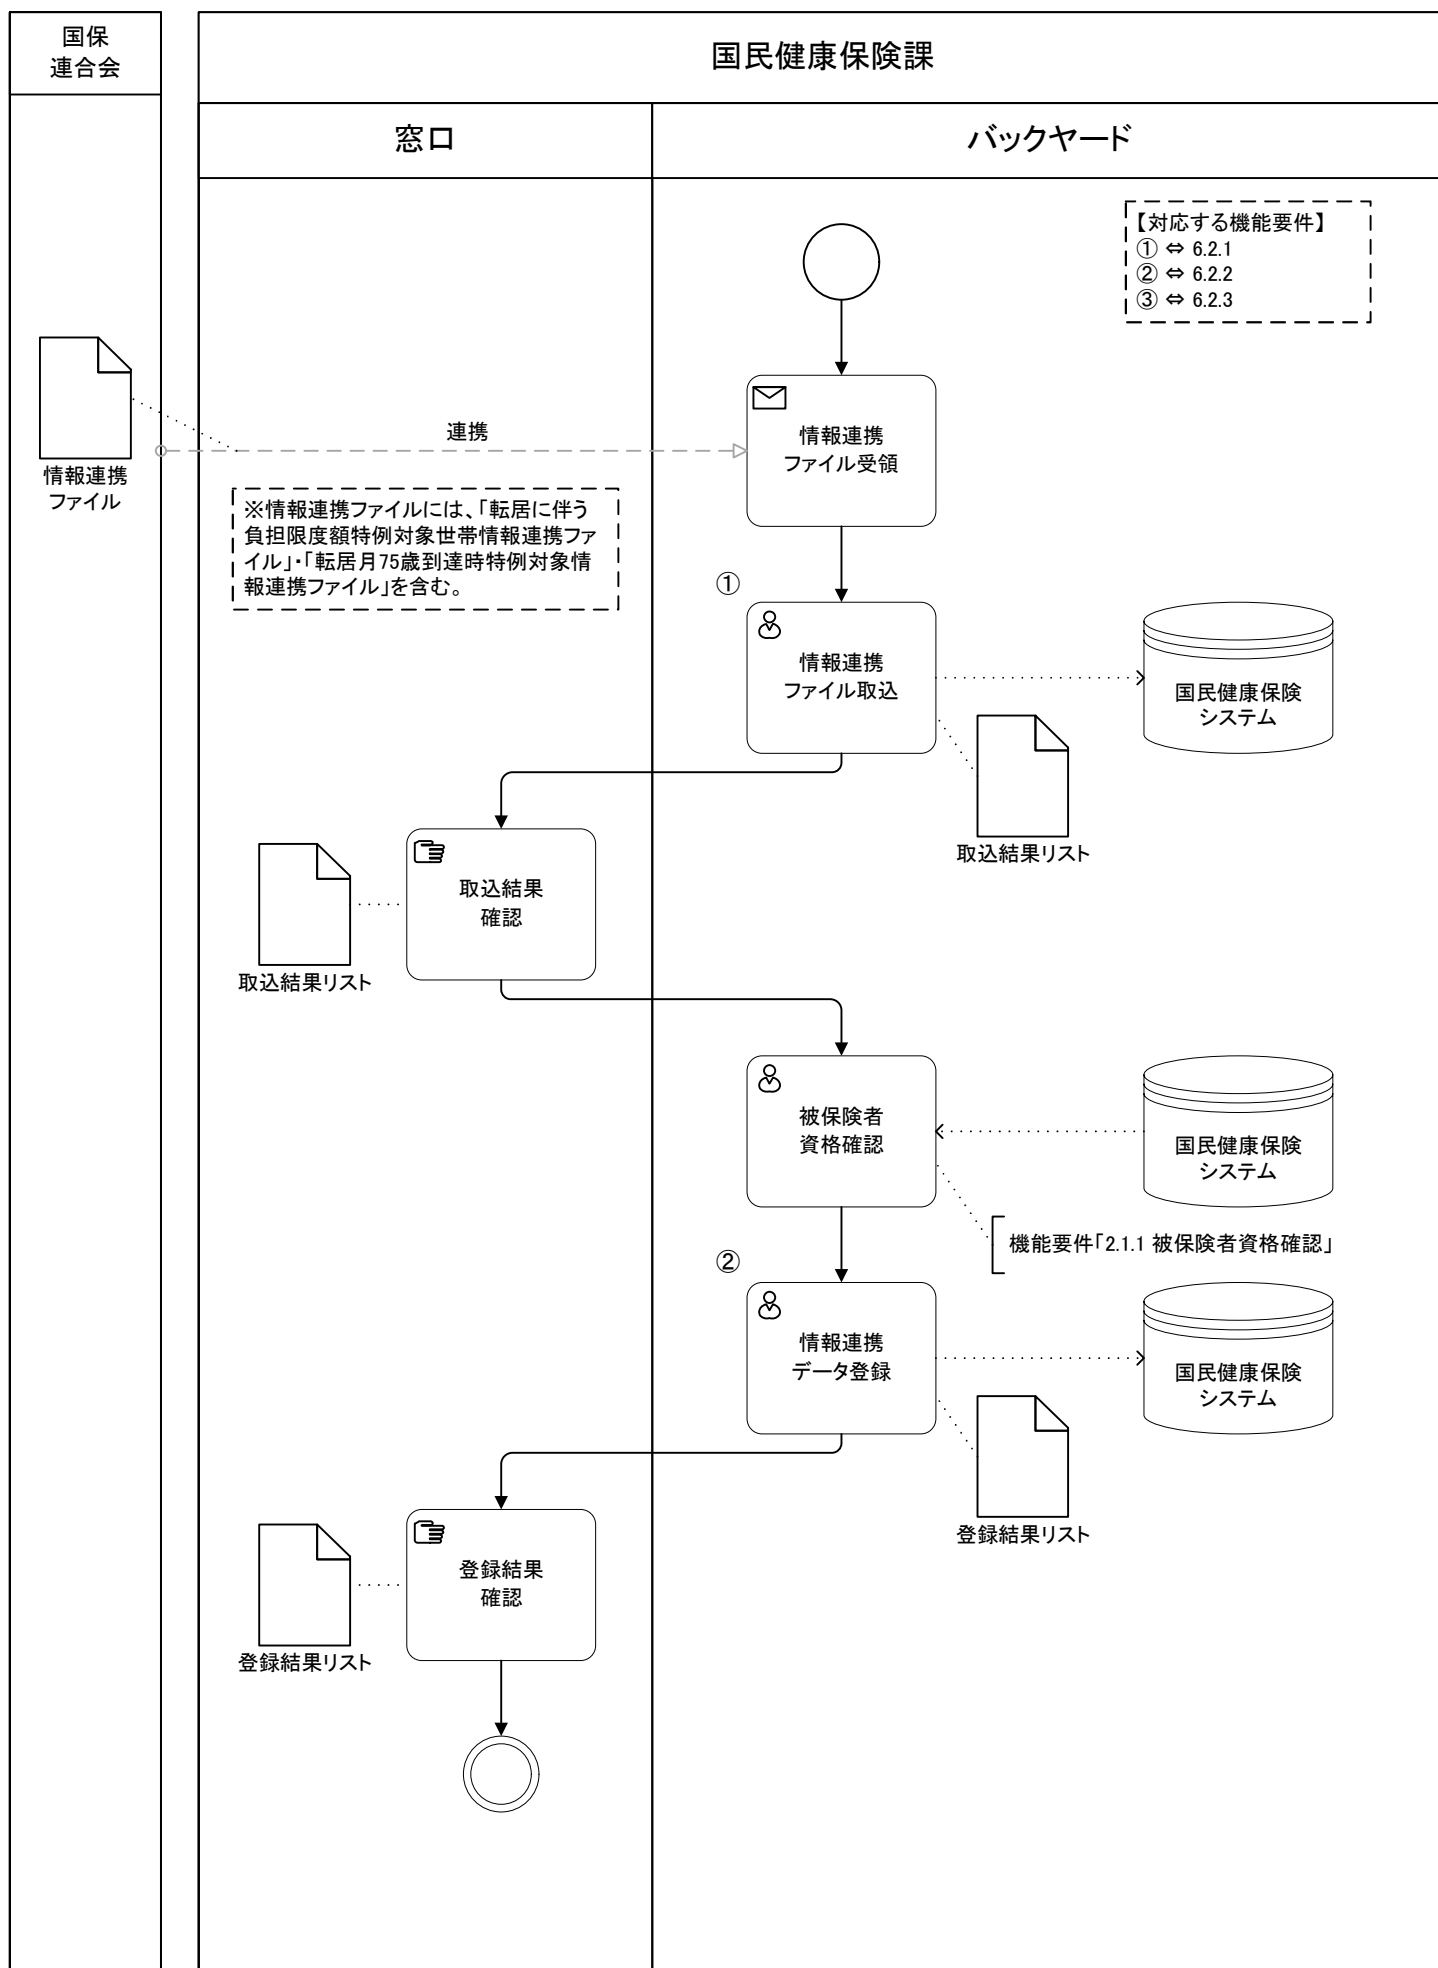 国保
連合会
国民健康保険課
窓口
バックヤード
【対応する機能要件】
① ⇔ 6.2.1
② ⇔ 6.2.2
③ ⇔ 6.2.3
情報連携
ファイル
連携
情報連携
ファイル受領
※情報連携ファイルには、「転居に伴う
負担限度額特例対象世帯情報連携ファ
イル」・「転居月75歳到達時特例対象情
報連携ファイル」を含む。
①
情報連携
ファイル取込
国民健康保険
システム
取込結果リスト
取込結果
確認
取込結果リスト
被保険者
資格確認
国民健康保険
システム
機能要件「2.1.1 被保険者資格確認」
②
情報連携
データ登録
国民健康保険
システム
登録結果リスト
登録結果
確認
登録結果リスト